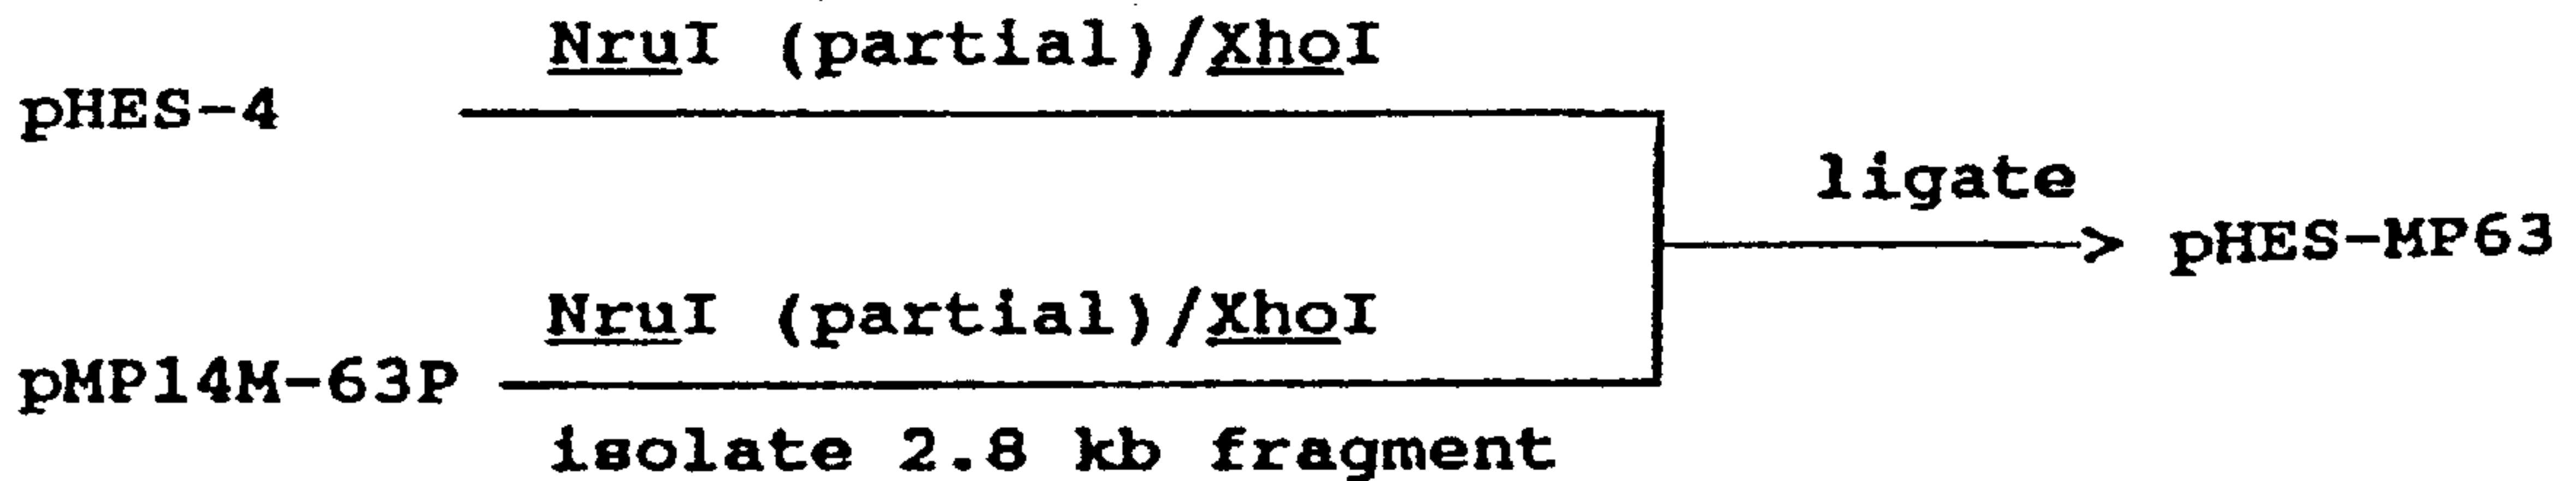 NruI (partial)/XhoI
pHES-4
ligate
pHES-MP63
NruI (partial)/XhoI
pMP14M-63P
isolate 2.8 kb fragment